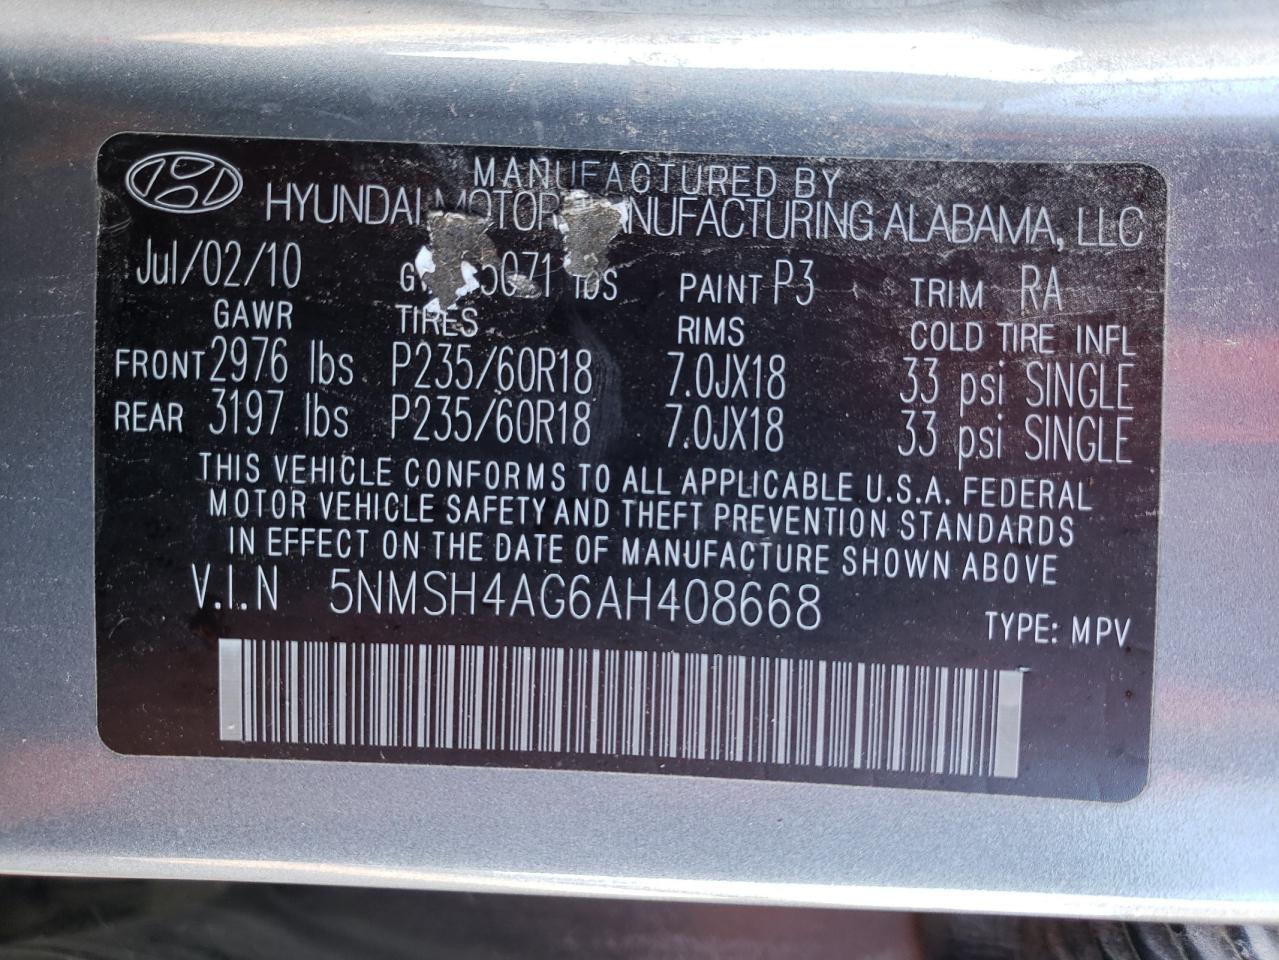 MANUFACTURED BY
HYUNDAI MOTOR MANUFACTURING ALABAMA, LLC
Jul/02/10 PAINT P3 TRIM RA
GAWR TIRES RIMS COLD TIRE INFL
FRONT 2976 lbs P235/60R18 7.0JX18 33 psi SINGLE
REAR 3197 lbs P235/60R18 7.0JX18 33 psi SINGLE
THIS VEHICLE CONFORMS TO ALL APPLICABLE U.S.A. FEDERAL
MOTOR VEHICLE SAFETY AND THEFT PREVENTION STANDARDS
IN EFFECT ON THE DATE OF MANUFACTURE SHOWN ABOVE
V.I.N 5NMSH4AG6AH408668
TYPE: MPV